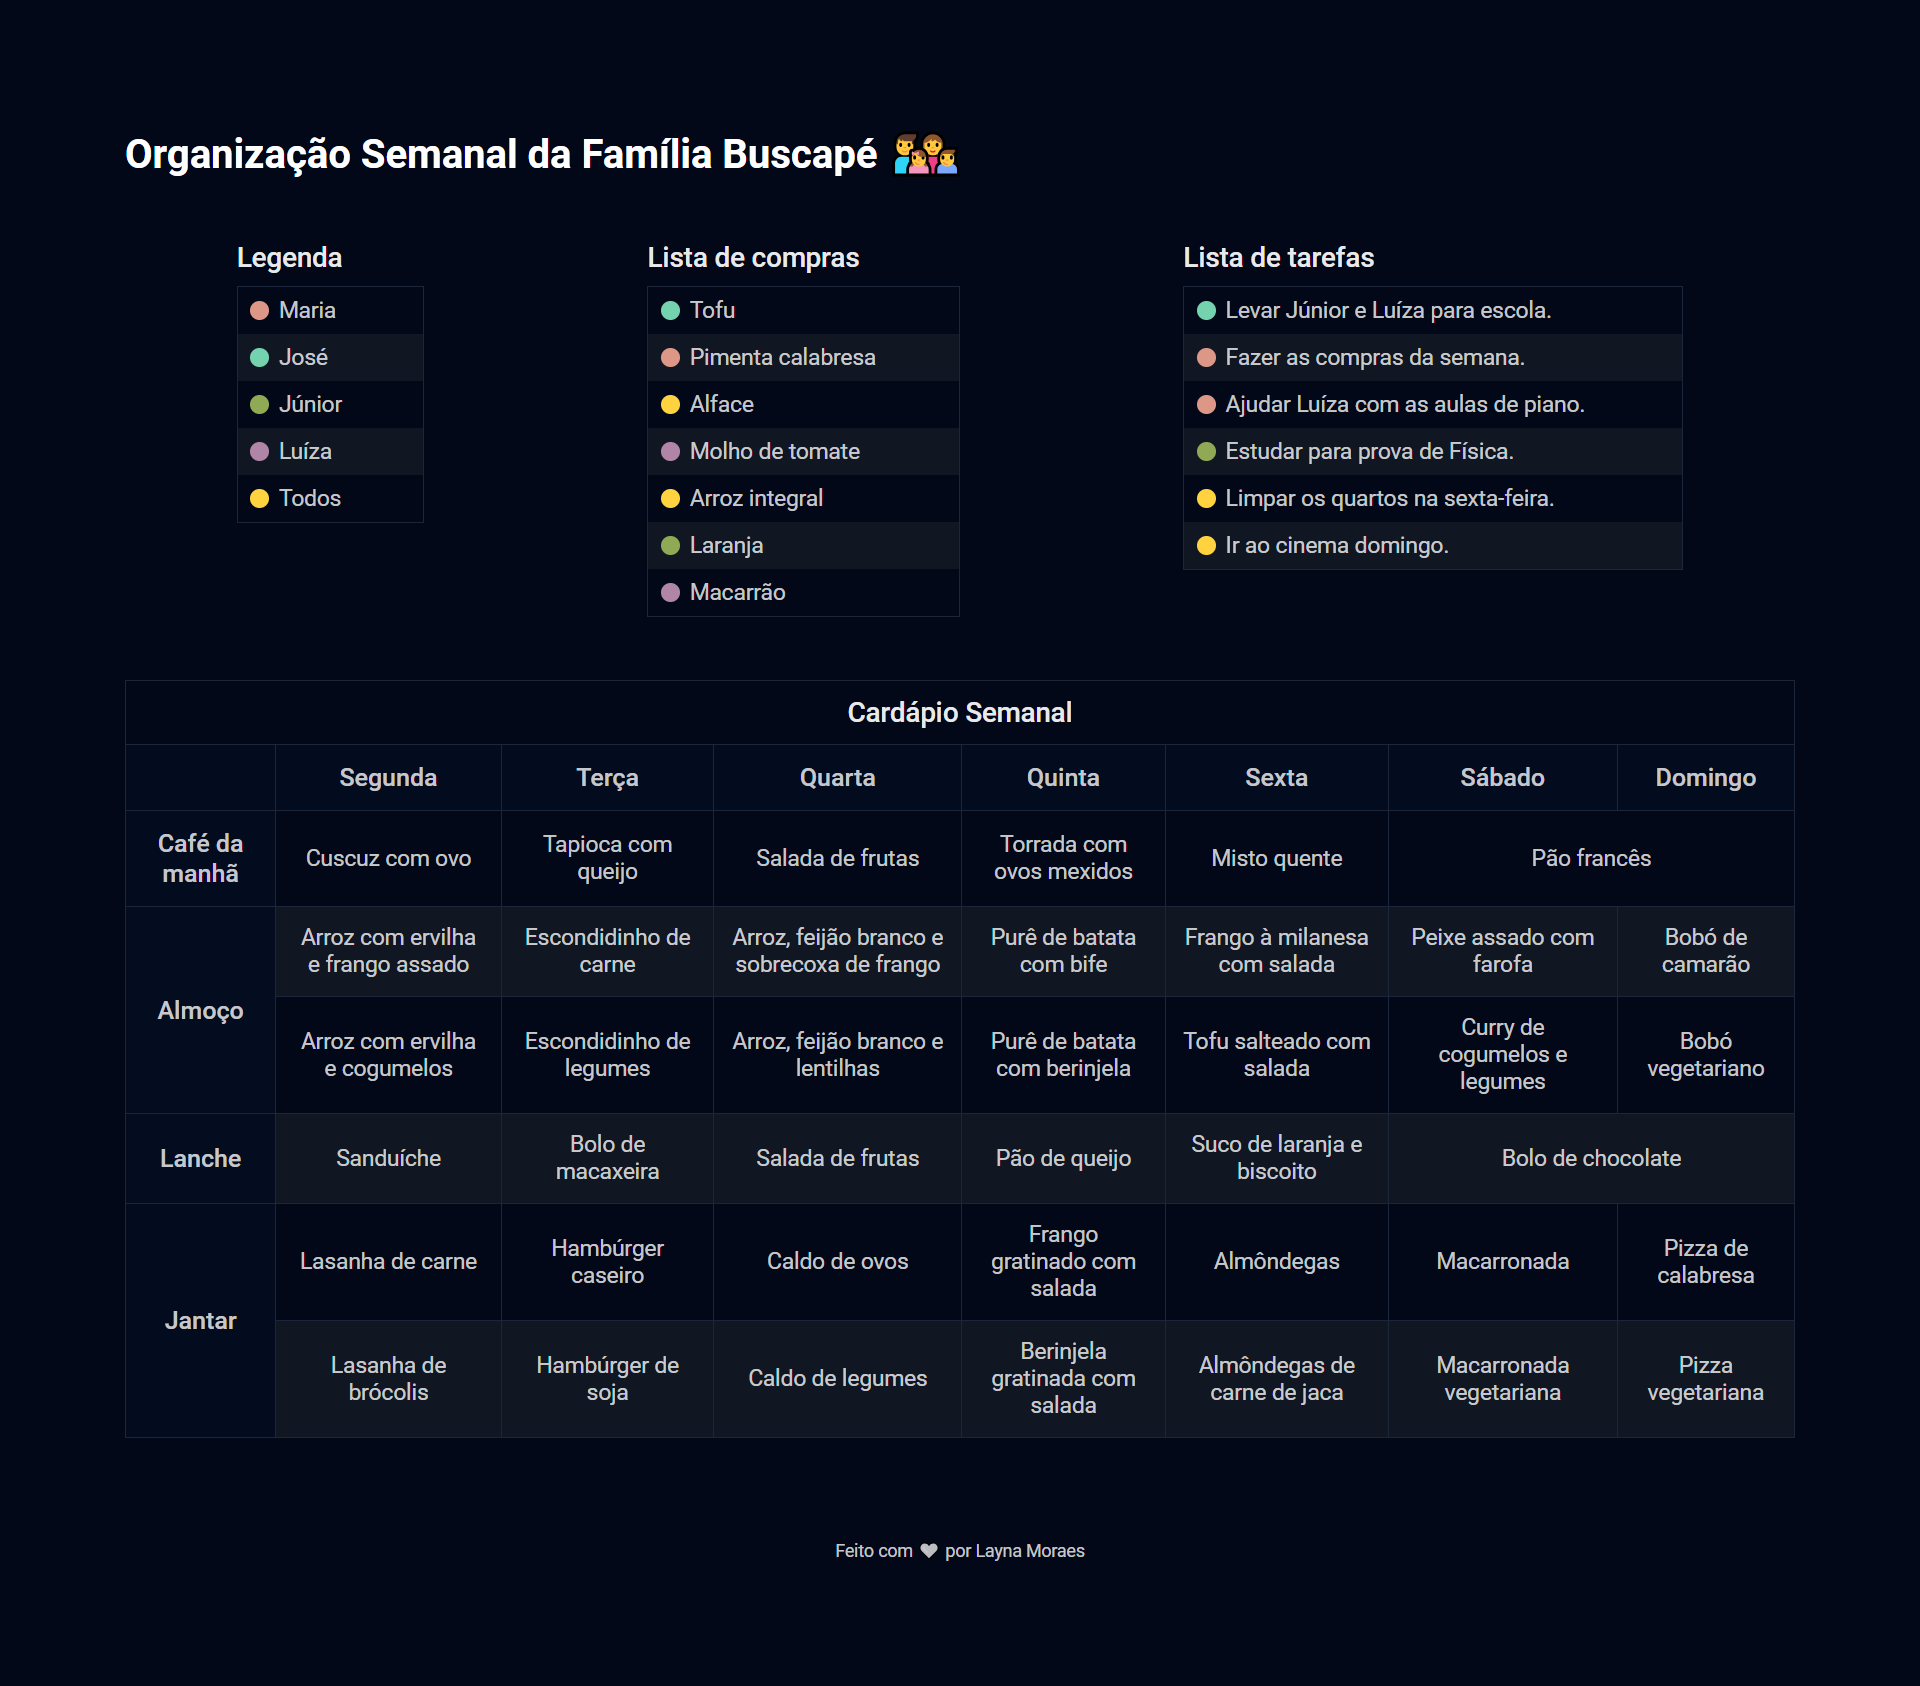 Organização Semanal da Família Buscapé
Legenda
Maria
José
Júnior
Luíza
Todos
Lista de compras
Tofu
Pimenta calabresa
Alface
Molho de tomate
Arroz integral
Laranja
Macarrão
Lista de tarefas
Levar Júnior e Luíza para escola.
Fazer as compras da semana.
Ajudar Luíza com as aulas de piano.
Estudar para prova de Física.
Limpar os quartos na sexta-feira.
Ir ao cinema domingo.
Cardápio Semanal
Segunda
Terça
Quarta
Quinta
Sexta
Sábado
Domingo
Café da
manhã
Cuscuz com ovo
Tapioca com
queijo
Salada de frutas
Torrada com
ovos mexidos
Misto quente
Pão francês
Almoço
Arroz com ervilha
e frango assado
Escondidinho de
carne
Arroz, feijão branco e
sobrecoxa de frango
Purê de batata
com bife
Frango à milanesa
com salada
Peixe assado com
farofa
Bobó de
camarão
Arroz com ervilha
e cogumelos
Escondidinho de
legumes
Arroz, feijão branco e
lentilhas
Purê de batata
com berinjela
Tofu salteado com
salada
Curry de
cogumelos e
legumes
Bobó
vegetariano
Lanche
Sanduíche
Bolo de
macaxeira
Salada de frutas
Pão de queijo
Suco de laranja e
biscoito
Bolo de chocolate
Jantar
Lasanha de carne
Hambúrger
caseiro
Caldo de ovos
Frango
gratinado com
salada
Almôndegas
Macarronada
Pizza de
calabresa
Lasanha de
brócolis
Hambúrger de
soja
Caldo de legumes
Berinjela
gratinada com
salada
Almôndegas de
carne de jaca
Macarronada
vegetariana
Pizza
vegetariana
Feito com ❤ por Layna Moraes